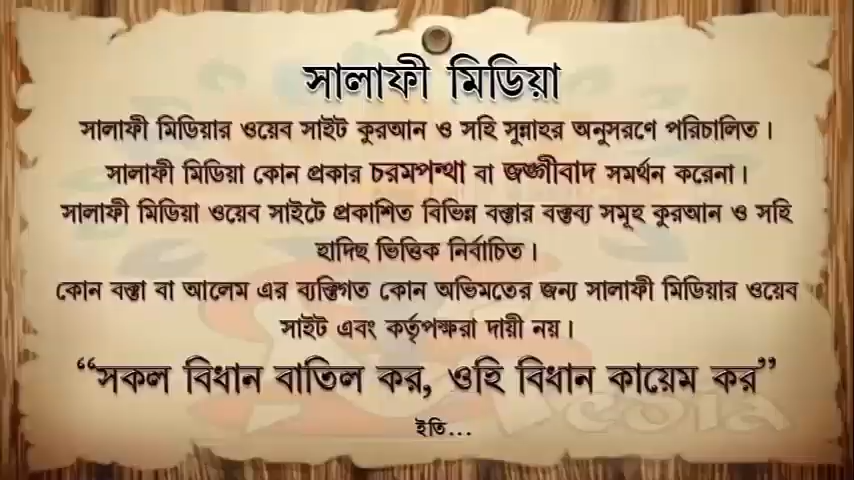 সালাফী মিডিয়া
সালাফী মিডিয়ার ওয়েব সাইট কুরআন ও সহি সুন্নাহর অনুসরণে পরিচালিত।
সালাফী মিডিয়া কোন প্রকার চরমপন্থা বা জঙ্গীবাদ সমর্থন করেনা।
সালাফী মিডিয়া ওয়েব সাইটে প্রকাশিত বিভিন্ন বক্তার বক্তব্য সমূহ কুরআন ও সহি
হাদিছ ভিত্তিক নির্বাচিত।
কোন বক্তা বা আলেম এর ব্যক্তিগত কোন অভিমতের জন্য সালাফী মিডিয়ার ওয়েব
সাইট এবং কর্তৃপক্ষরা দায়ী নয়।
“সকল বিধান বাতিল কর, ওহি বিধান কায়েম কর”
ইতি...